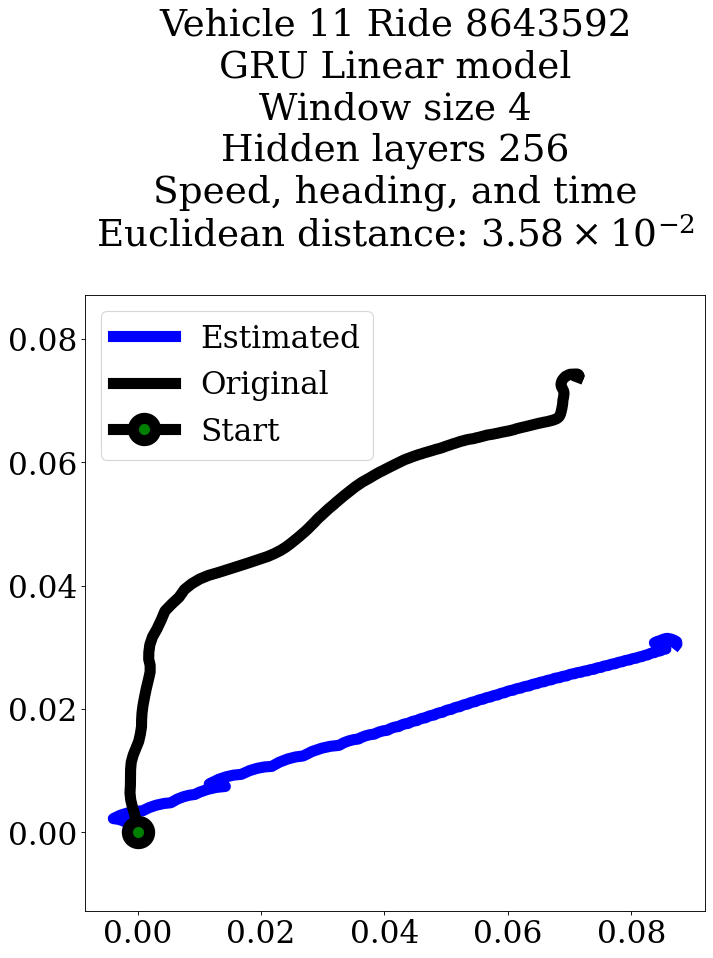 Vehicle 11 Ride 8643592
GRU Linear model
Window size 4
Hidden layers 256
Speed, heading, and time
Euclidean distance: 3.58 × 10⁻²
Estimated
Original
Start
0.08
0.06
0.04
0.02
0.00
0.00 0.02 0.04 0.06 0.08